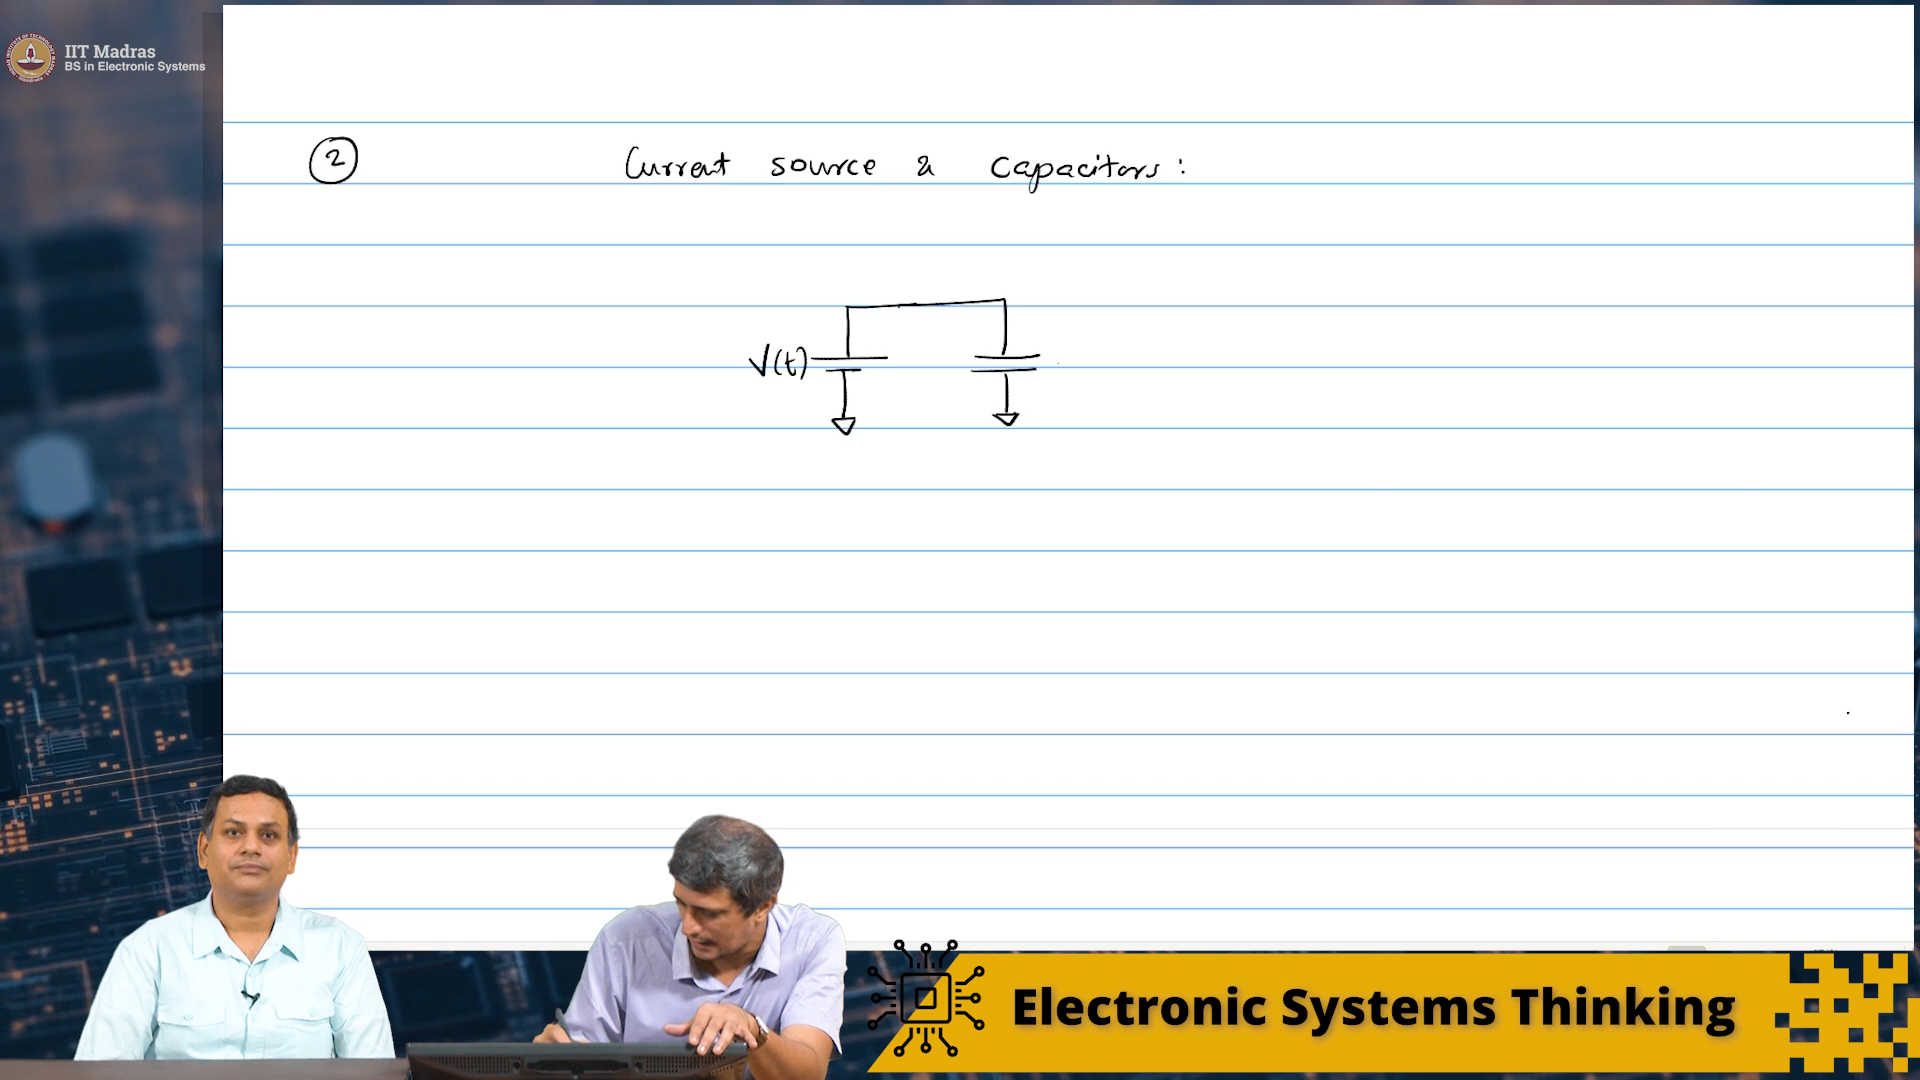 IIT Madras
BS in Electronic Systems
2 Current source & Capacitors:
V(t)
Electronic Systems Thinking